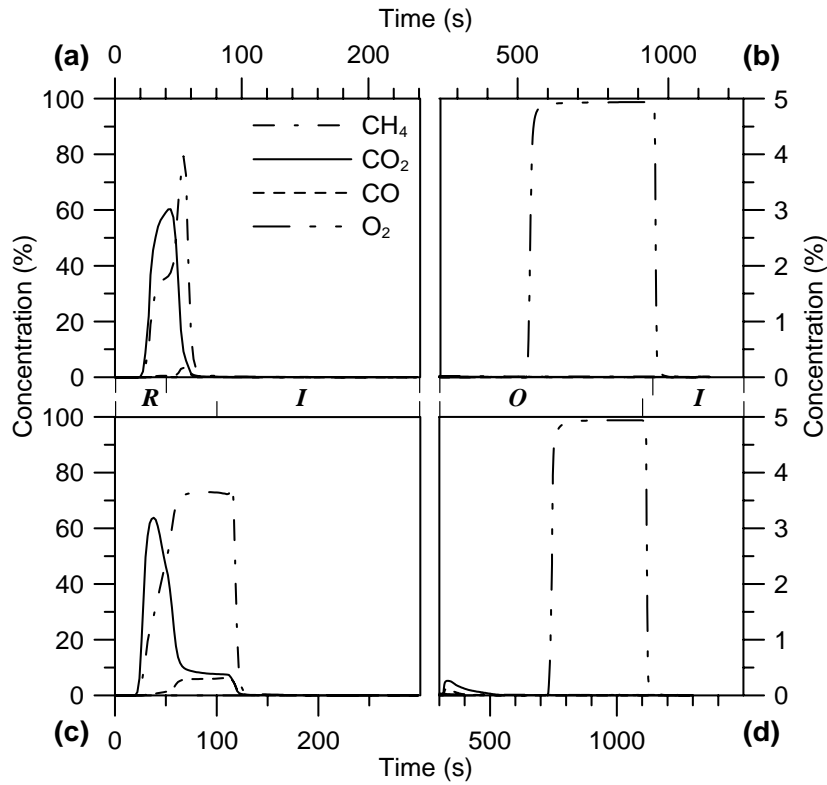 Time (s)
(a) 0 100 200 500 1000 (b)
100 5
CH₄
80 4
CO₂
CO
60 3
O₂
40 2
20 1
0 0
Concentration (%)
Concentration (%)
R I O I
100 5
80 4
60 3
40 2
20 1
0 0
(c) 0 100 200 500 1000 (d)
Time (s) Time (s)